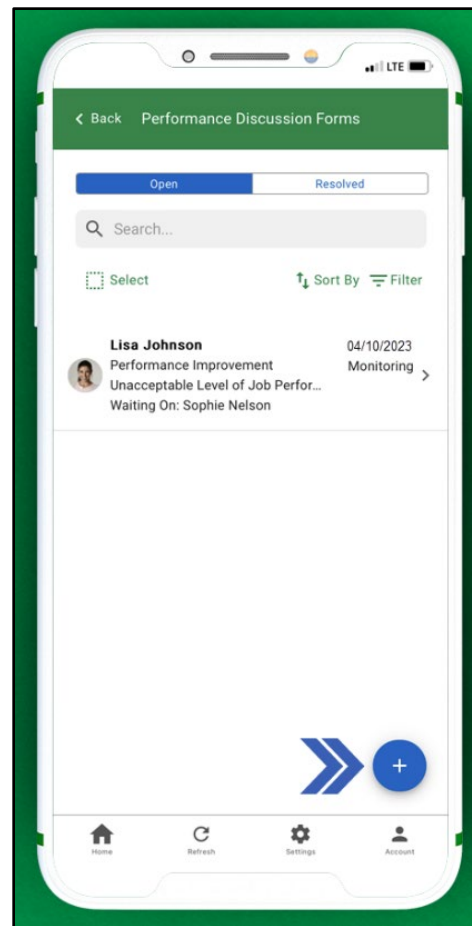 LTE
Back Performance Discussion Forms
Open Resolved
Search...
Select Sort By Filter
Lisa Johnson 04/10/2023
Performance Improvement Monitoring
Unacceptable Level of Job Perfor...
Waiting On: Sophie Nelson
+
Home Refresh Settings Account